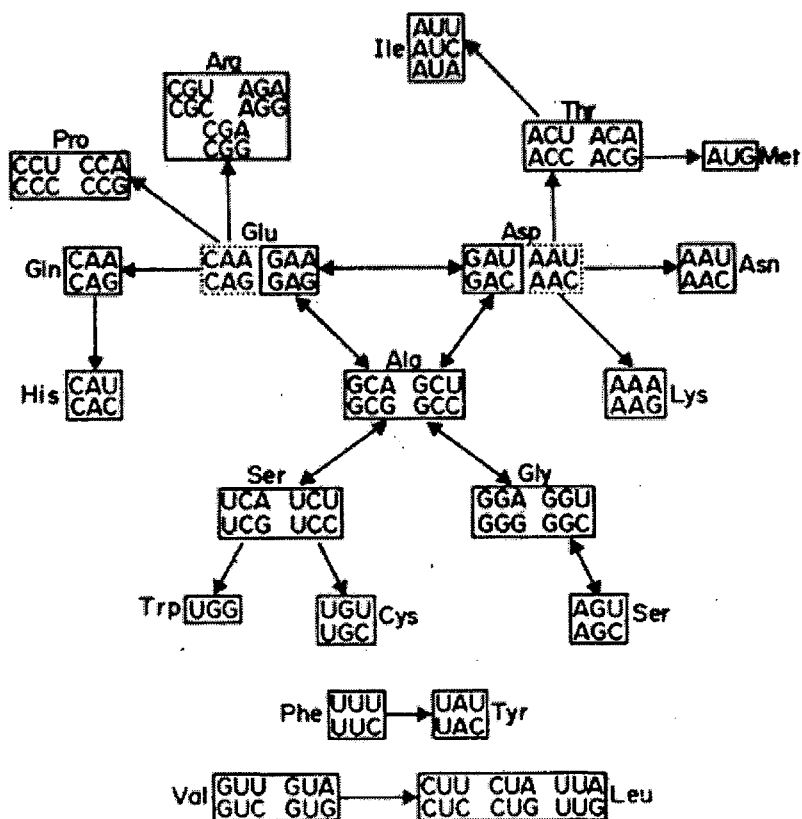 AUU
Ile AUC
AUA
Arg
CGU AGA
CGC AGG
CGA
CGG
Thr
ACU ACA
ACC ACG
AUG Met
Pro
CCU CCA
CCC CCG
Glu
CAA GAA
CAG GAG
Asp
GAU AAU
GAC AAC
Gln CAA
CAG
AAU Asn
AAC
His CAU
CAC
Ala
GCA GCU
GCG GCC
AAA Lys
AAG
Ser
UCA UCU
UCG UCC
Gly
GGA GGU
GGG GGC
Trp UGG
UGU Cys
UGC
AGU Ser
AGC
Phe UUU UAU Tyr
UUC UAC
Val GUU GUA CUU CUA UUA Leu
GUC GUG CUC CUG UUG